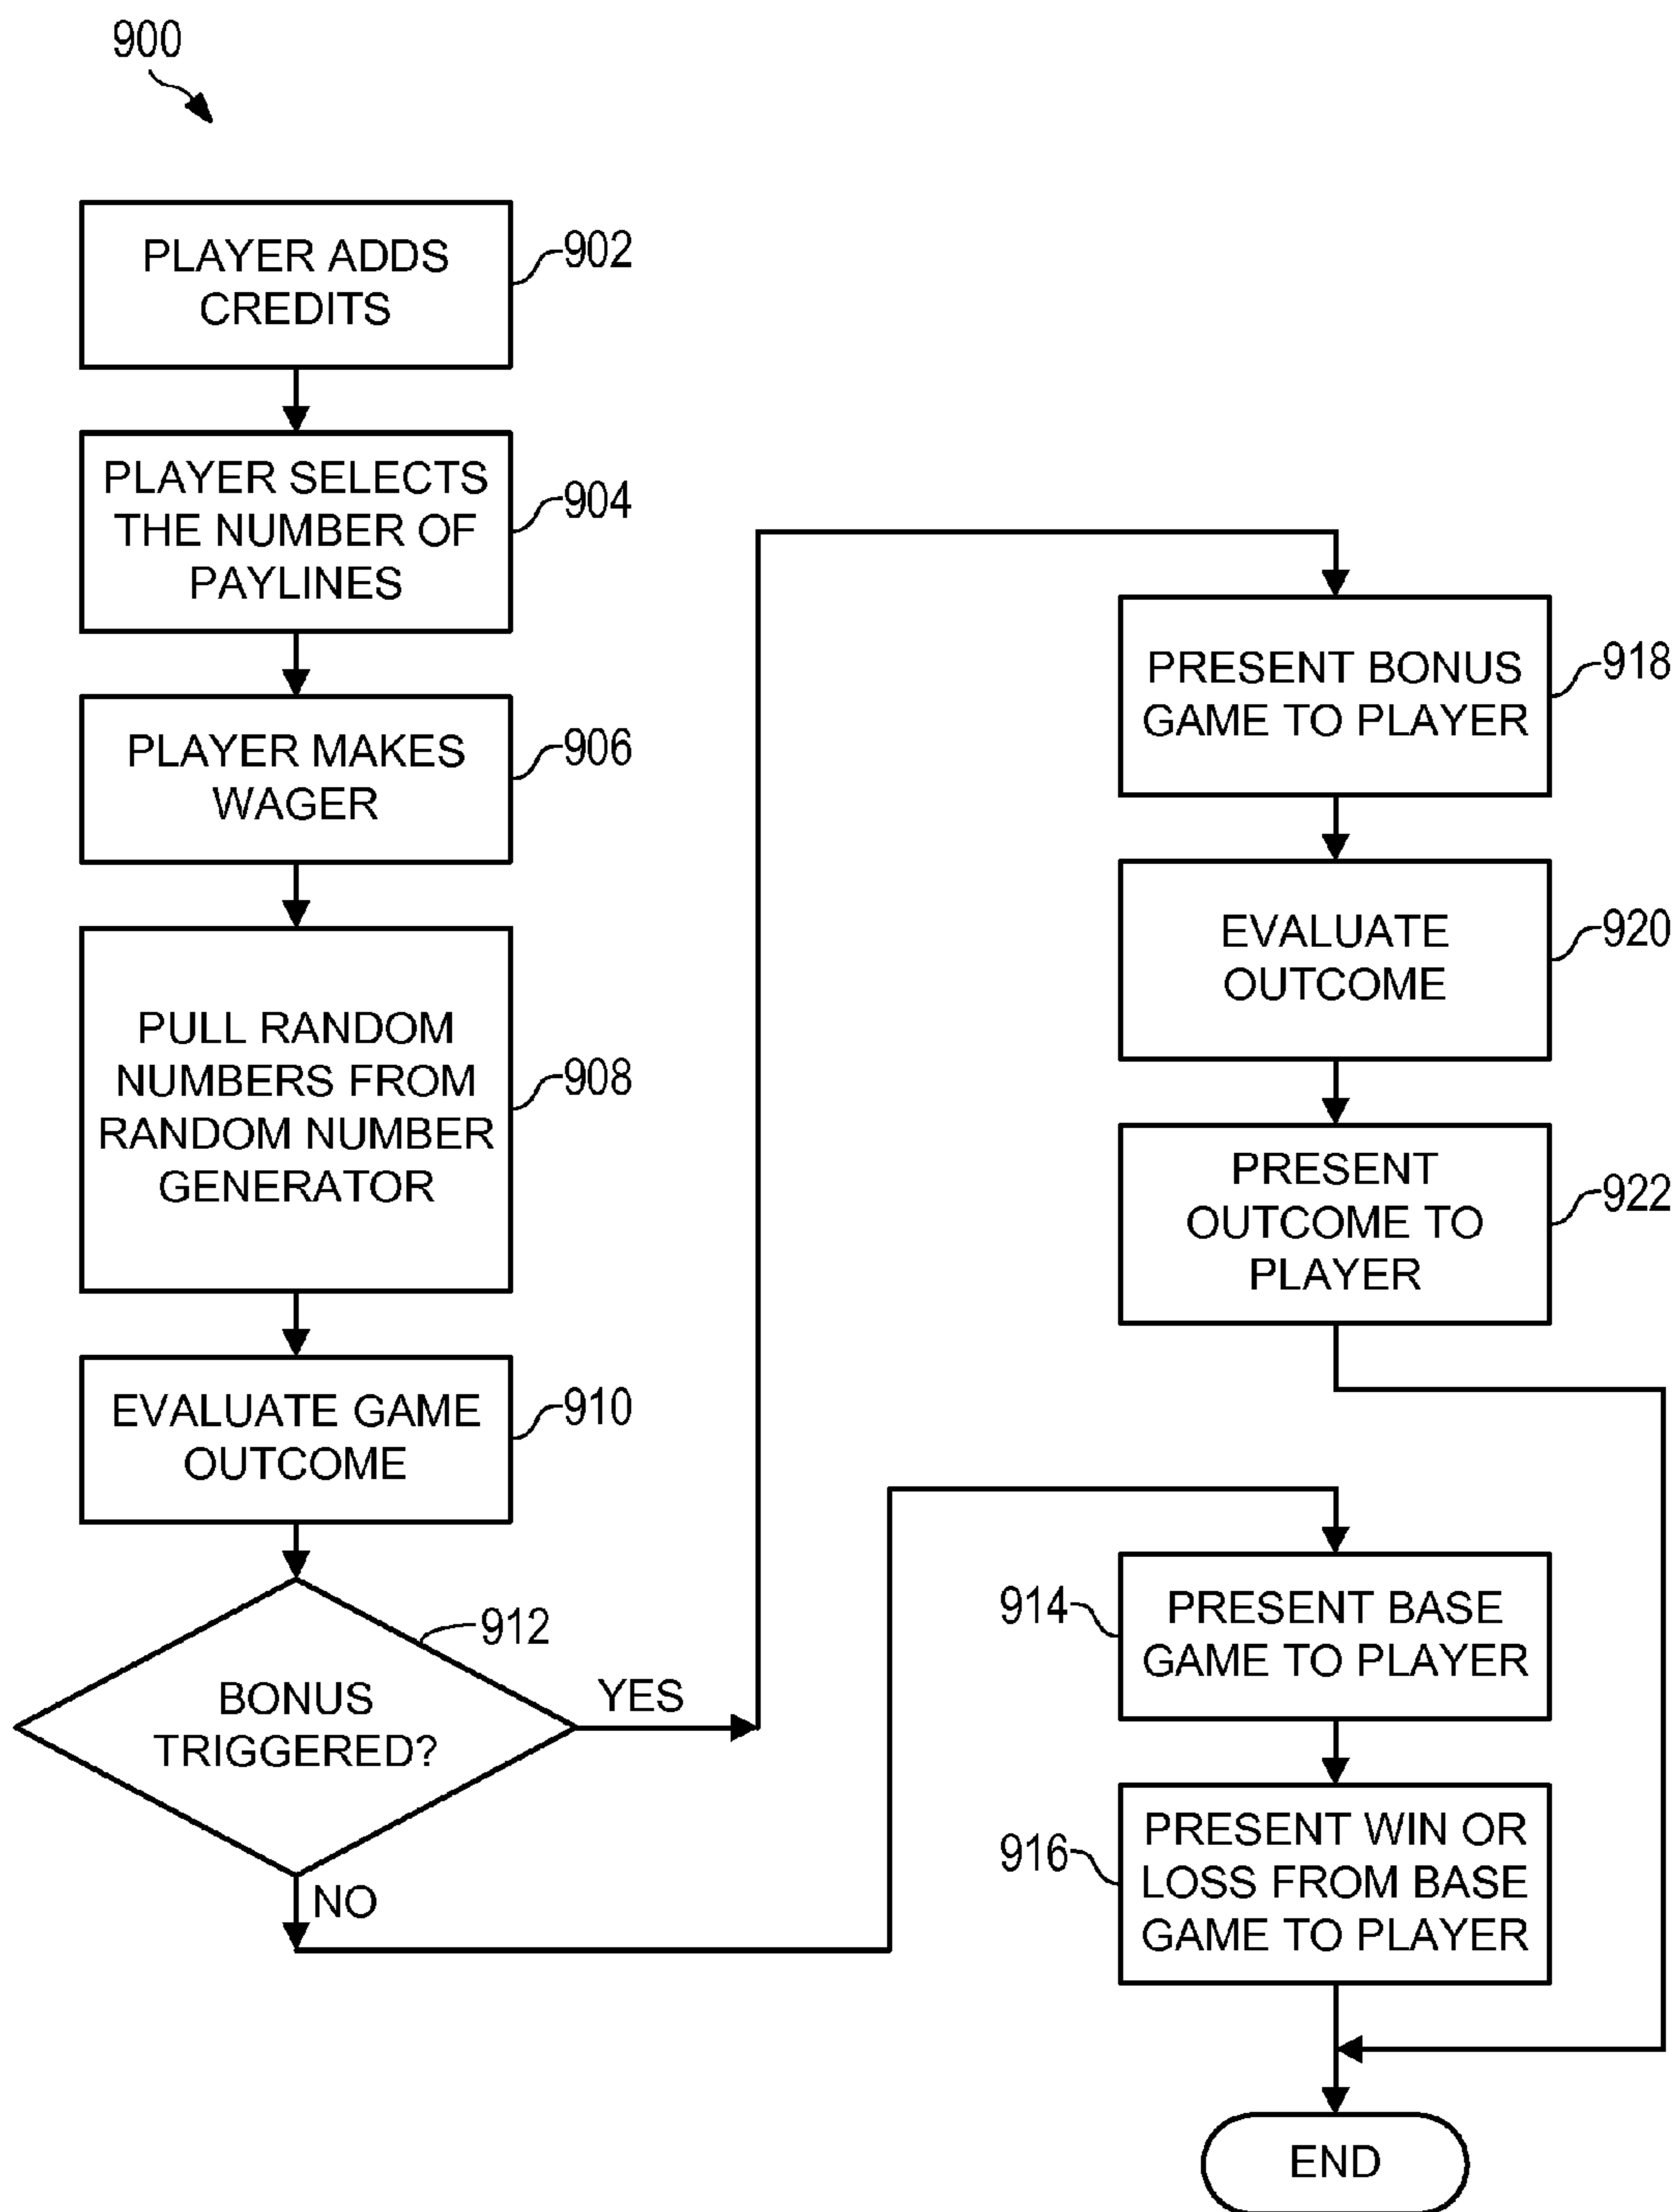 900
PLAYER ADDS
CREDITS
902
PLAYER SELECTS
THE NUMBER OF
PAYLINES
904
PLAYER MAKES
WAGER
906
PULL RANDOM
NUMBERS FROM
RANDOM NUMBER
GENERATOR
908
EVALUATE GAME
OUTCOME
910
912
BONUS
TRIGGERED?
YES
NO
PRESENT BONUS
GAME TO PLAYER
918
EVALUATE
OUTCOME
920
PRESENT
OUTCOME TO
PLAYER
922
914
PRESENT BASE
GAME TO PLAYER
916
PRESENT WIN OR
LOSS FROM BASE
GAME TO PLAYER
END